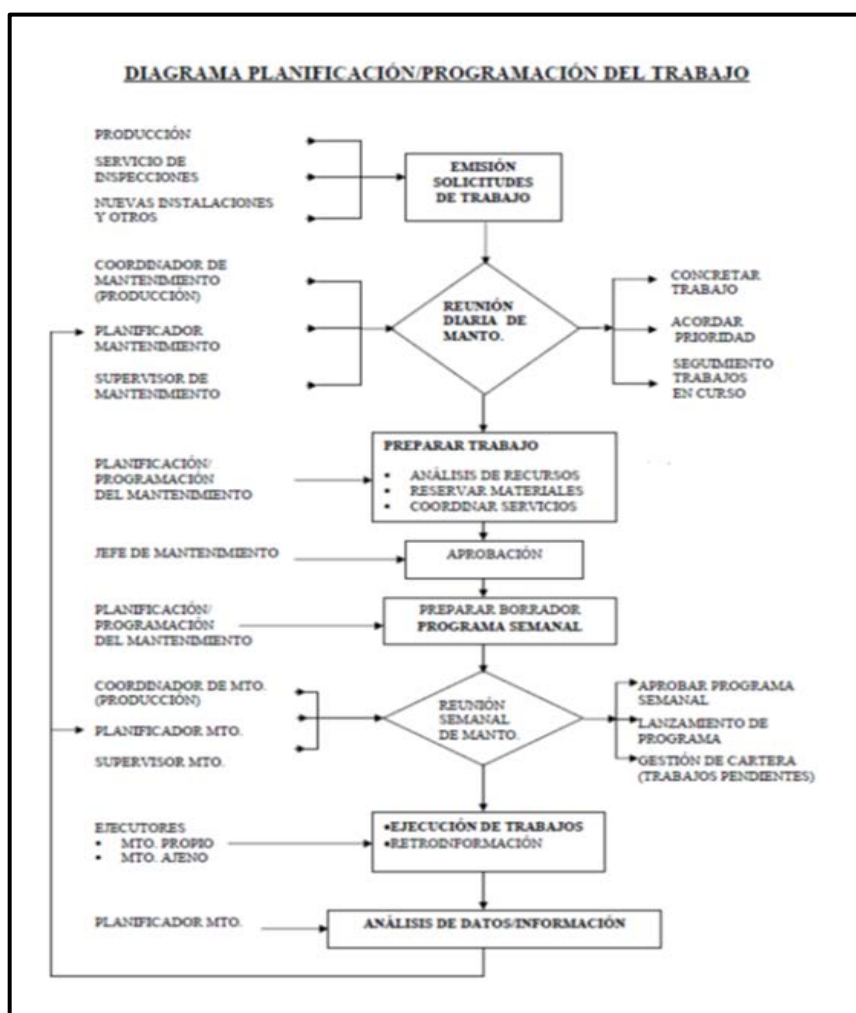 DIAGRAMA PLANIFICACIÓN/PROGRAMACIÓN DEL TRABAJO
PRODUCCIÓN
SERVICIO DE
INSPECCIONES
NUEVAS INSTALACIONES
Y OTROS
EMISIÓN
SOLICITUDES
DE TRABAJO
COORDINADOR DE
MANTENIMIENTO
(PRODUCCIÓN)
PLANIFICADOR
MANTENIMIENTO
SUPERVISOR DE
MANTENIMIENTO
REUNIÓN
DIARIA DE
MANTO.
CONCRETAR
TRABAJO
ACORDAR
PRIORIDAD
SEGUIMIENTO
TRABAJOS
EN CURSO
PLANIFICACIÓN/
PROGRAMACIÓN
DEL MANTENIMIENTO
PREPARAR TRABAJO
▪ ANÁLISIS DE RECURSOS
▪ RESERVAR MATERIALES
▪ COORDINAR SERVICIOS
JEFE DE MANTENIMIENTO
APROBACIÓN
PLANIFICACIÓN/
PROGRAMACIÓN
DEL MANTENIMIENTO
PREPARAR BORRADOR
PROGRAMA SEMANAL
COORDINADOR DE MTO.
(PRODUCCIÓN)
PLANIFICADOR MTO.
SUPERVISOR MTO.
REUNIÓN
SEMANAL
DE MANTO.
APROBAR PROGRAMA
SEMANAL
LANZAMIENTO DE
PROGRAMA
GESTIÓN DE CARTERA
(TRABAJOS PENDIENTES)
EJECUTORES
▪ MTO. PROPIO
▪ MTO. AJENO
•EJECUCIÓN DE TRABAJOS
•RETROINFORMACIÓN
PLANIFICADOR MTO.
ANÁLISIS DE DATOS/INFORMACIÓN